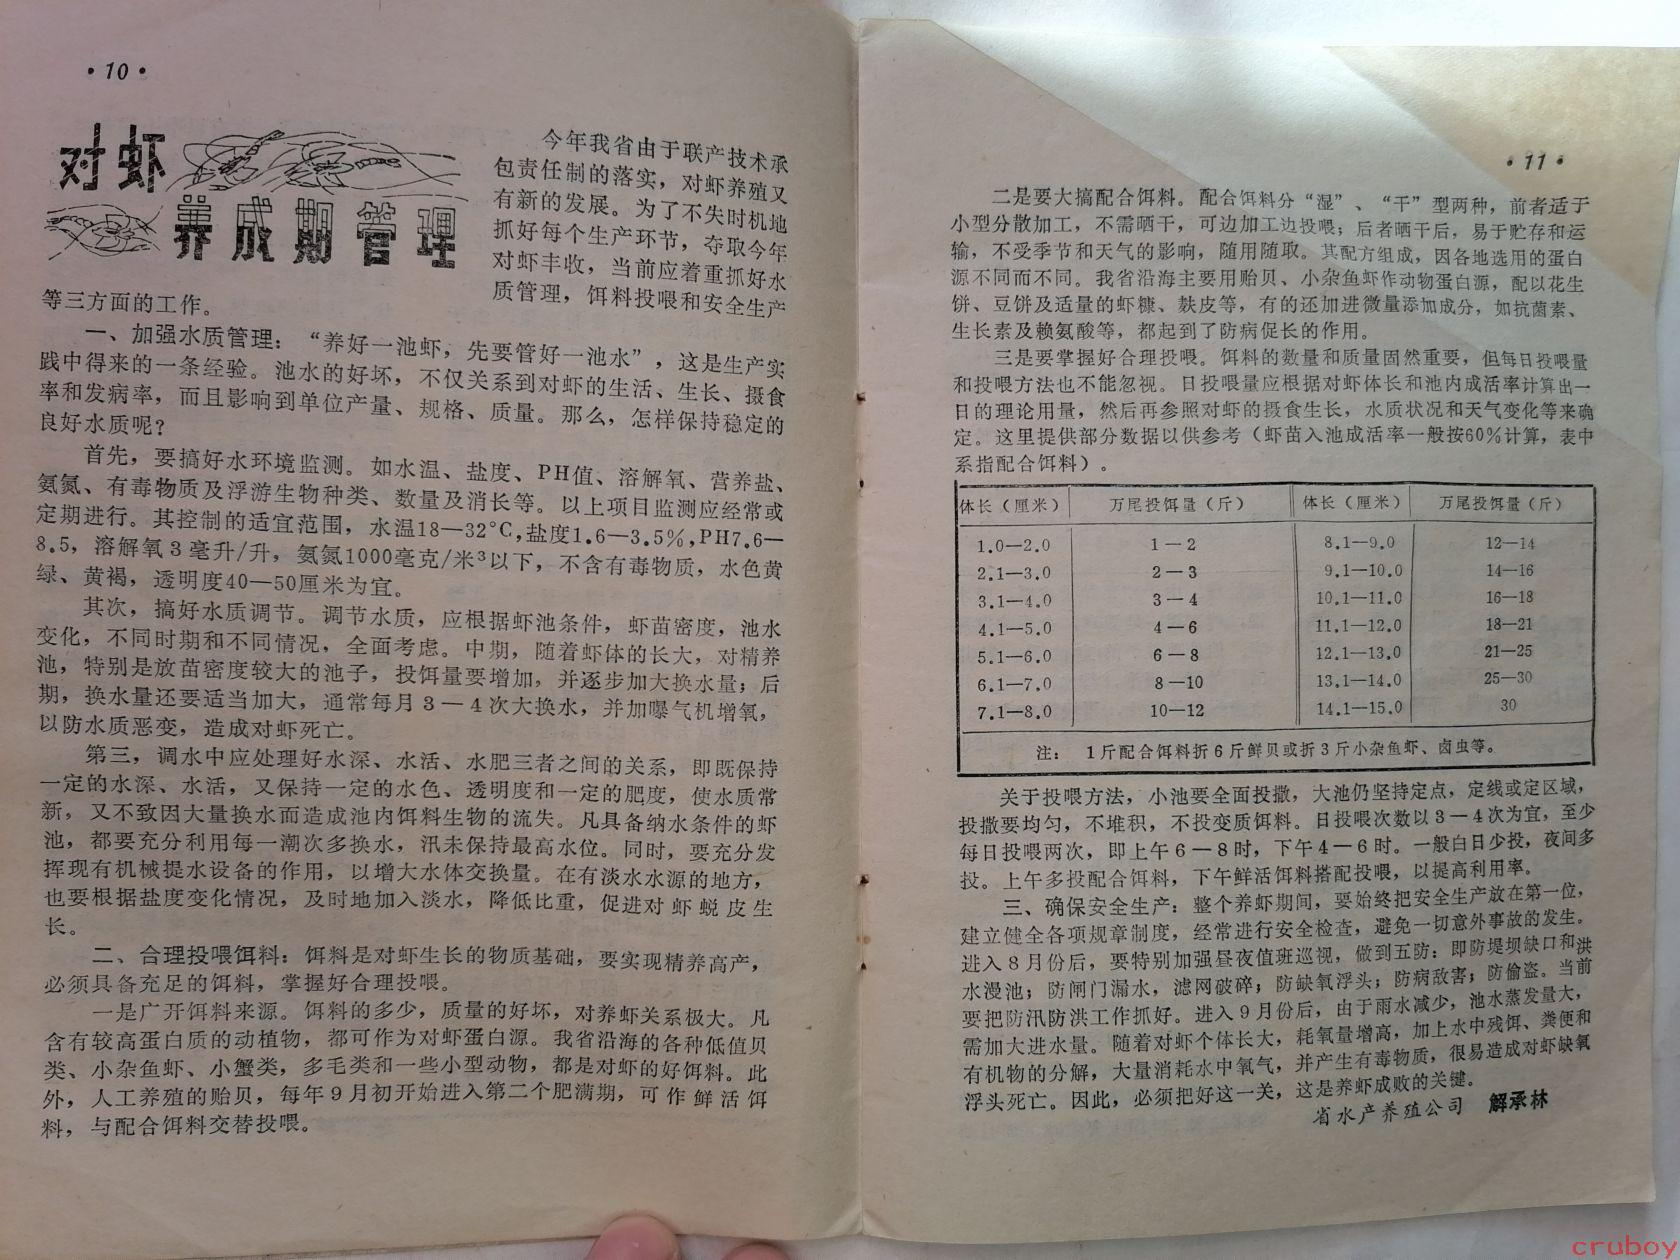 ·10·
对虾
养成期管理
今年我省由于联产技术承
包责任制的落实，对虾养殖又
有新的发展。为了不失时机地
抓好每个生产环节，夺取今年
对虾丰收，当前应着重抓好水
质管理，饵料投喂和安全生产
等三方面的工作。
一、加强水质管理：“养好一池虾，先要管好一池水”，这是生产实
践中得来的一条经验。池水的好坏，不仅关系到对虾的生活、生长、摄食
率和发病率，而且影响到单位产量、规格、质量。那么，怎样保持稳定的
良好水质呢？
首先，要搞好水环境监测。如水温、盐度、PH值、溶解氧、营养盐、
氨氮、有毒物质及浮游生物种类、数量及消长等。以上项目监测应经常或
定期进行。其控制的适宜范围，水温18—32°C，盐度1.6—3.5%，PH7.6—
8.5，溶解氧3毫升/升，氨氮1000毫克/米³以下，不含有毒物质，水色黄
绿、黄褐，透明度40—50厘米为宜。
其次，搞好水质调节。调节水质，应根据虾池条件，虾苗密度，池水
变化，不同时期和不同情况，全面考虑。中期，随着虾体的长大，对精养
池，特别是放苗密度较大的池子，投饵量要增加，并逐步加大换水量；后
期，换水量还要适当加大，通常每月3—4次大换水，并加曝气机增氧，
以防水质恶变，造成对虾死亡。
第三，调水中应处理好水深、水活、水肥三者之间的关系，即既保持
一定的水深、水活，又保持一定的水色、透明度和一定的肥度，使水质常
新，又不致因大量换水而造成池内饵料生物的流失。凡具备纳水条件的虾
池，都要充分利用每一潮次多换水，汛未保持最高水位。同时，要充分发
挥现有机械提水设备的作用，以增大水体交换量。在有淡水水源的地方，
也要根据盐度变化情况，及时地加入淡水，降低比重，促进对虾蜕皮生
长。
二、合理投喂饵料：饵料是对虾生长的物质基础，要实现精养高产，
必须具备充足的饵料，掌握好合理投喂。
一是广开饵料来源。饵料的多少，质量的好坏，对养虾关系极大。凡
含有较高蛋白质的动植物，都可作为对虾蛋白源。我省沿海的各种低值贝
类、小杂鱼虾、小蟹类，多毛类和一些小型动物，都是对虾的好饵料。此
外，人工养殖的贻贝，每年9月初开始进入第二个肥满期，可作鲜活饵
料，与配合饵料交替投喂。
·11·
二是要大搞配合饵料。配合饵料分“湿”、“干”型两种，前者适于
小型分散加工，不需晒干，可边加工边投喂；后者晒干后，易于贮存和运
输，不受季节和天气的影响，随用随取。其配方组成，因各地选用的蛋白
源不同而不同。我省沿海主要用贻贝、小杂鱼虾作动物蛋白源，配以花生
饼、豆饼及适量的虾糠、麸皮等，有的还加进微量添加成分，如抗菌素、
生长素及赖氨酸等，都起到了防病促长的作用。
三是要掌握好合理投喂。饵料的数量和质量固然重要，但每日投喂量
和投喂方法也不能忽视。日投喂量应根据对虾体长和池内成活率计算出一
日的理论用量，然后再参照对虾的摄食生长，水质状况和天气变化等来确
定。这里提供部分数据以供参考（虾苗入池成活率一般按60%计算，表中
系指配合饵料）。
体长（厘米） 万尾投饵量（斤） 体长（厘米） 万尾投饵量（斤）
1.0—2.0 1—2 8.1—9.0 12—14
2.1—3.0 2—3 9.1—10.0 14—16
3.1—4.0 3—4 10.1—11.0 16—18
4.1—5.0 4—6 11.1—12.0 18—21
5.1—6.0 6—8 12.1—13.0 21—25
6.1—7.0 8—10 13.1—14.0 25—30
7.1—8.0 10—12 14.1—15.0 30
注：1斤配合饵料折6斤鲜贝或折3斤小杂鱼虾、卤虫等。
关于投喂方法，小池要全面投撒，大池仍坚持定点，定线或定区域，
投撒要均匀，不堆积，不投变质饵料。日投喂次数以3—4次为宜，至少
每日投喂两次，即上午6—8时，下午4—6时。一般白日少投，夜间多
投。上午多投配合饵料，下午鲜活饵料搭配投喂，以提高利用率。
三、确保安全生产：整个养虾期间，要始终把安全生产放在第一位，
建立健全各项规章制度，经常进行安全检查，避免一切意外事故的发生。
进入8月份后，要特别加强昼夜值班巡视，做到五防：即防堤坝缺口和洪
水漫池；防闸门漏水，滤网破碎；防缺氧浮头；防病敌害；防偷盗。当前
要把防汛防洪工作抓好。进入9月份后，由于雨水减少，池水蒸发量大，
需加大进水量。随着对虾个体长大，耗氧量增高，加上水中残饵、粪便和
有机物的分解，大量消耗水中氧气，并产生有毒物质，很易造成对虾缺氧
浮头死亡。因此，必须把好这一关，这是养虾成败的关键。
省水产养殖公司 解承林
cruboy